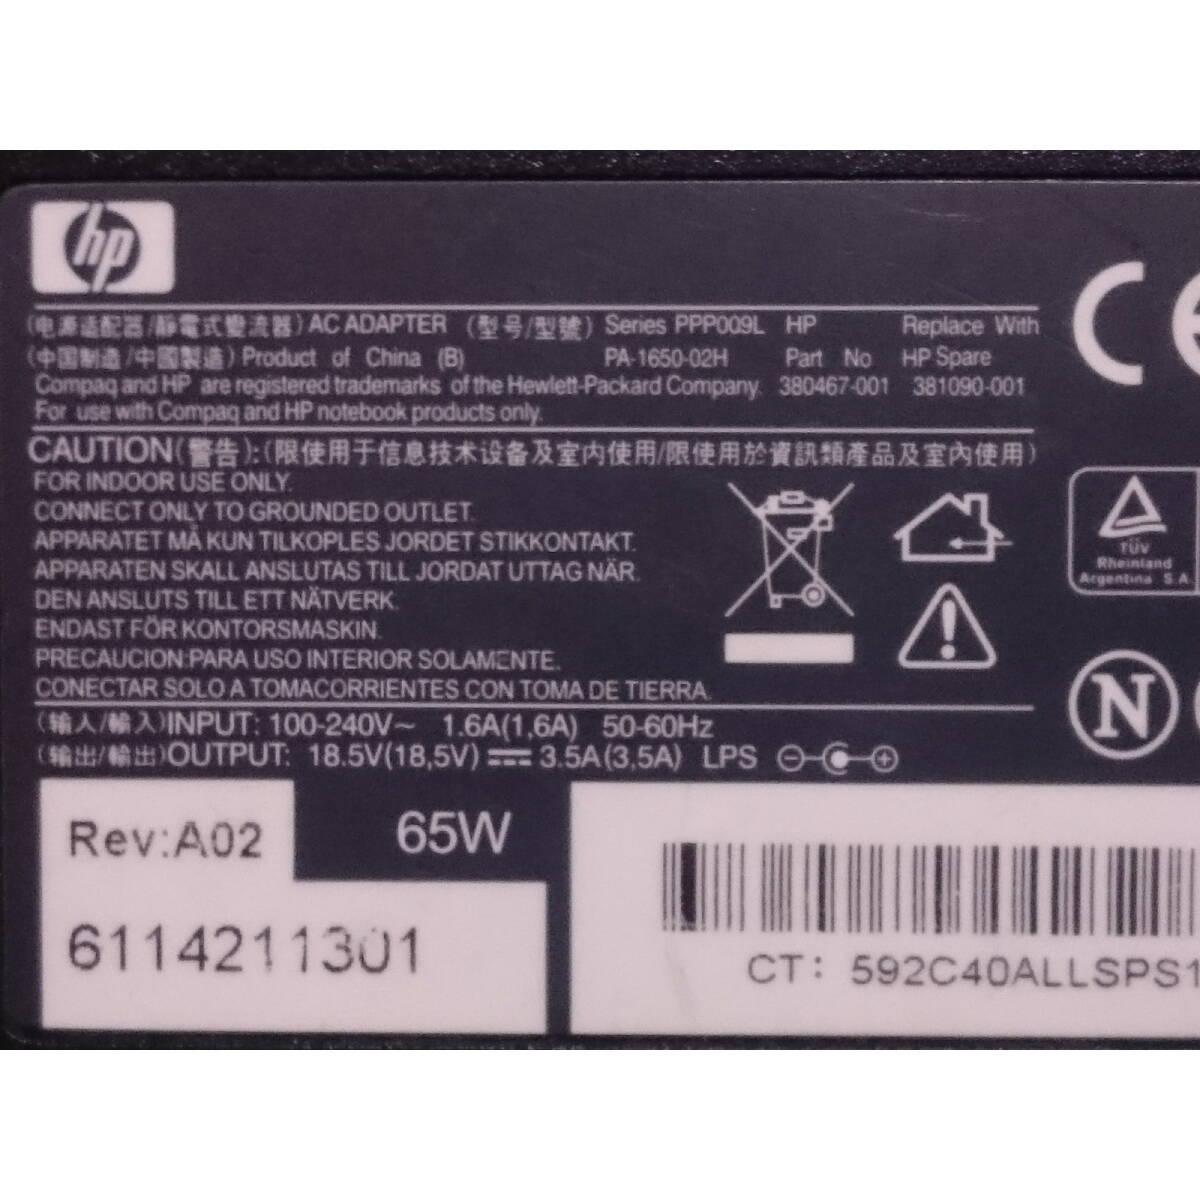 hp
(电源适配器/靜電式變流器) AC ADAPTER (型号/型號) Series PPP009L HP Replace With
(中国制造/中國製造) Product of China (B) PA-1650-02H Part No HP Spare
Compaq and HP are registered trademarks of the Hewlett-Packard Company. 380467-001 381090-001
For use with Compaq and HP notebook products only.
CAUTION(警告):(限使用于信息技术设备及室内使用/限使用於資訊類產品及室內使用)
FOR INDOOR USE ONLY.
CONNECT ONLY TO GROUNDED OUTLET.
APPARATET MÅ KUN TILKOPLES JORDET STIKKONTAKT.
APPARATEN SKALL ANSLUTAS TILL JORDAT UTTAG NÄR.
DEN ANSLUTS TILL ETT NÄTVERK.
ENDAST FÖR KONTORSMASKIN.
PRECAUCION:PARA USO INTERIOR SOLAMENTE.
CONECTAR SOLO A TOMACORRIENTES CON TOMA DE TIERRA.
(输入/輸入)INPUT: 100-240V~ 1.6A(1,6A) 50-60Hz
(输出/輸出)OUTPUT: 18.5V(18,5V) ⎓ 3.5A(3,5A) LPS
CE
TÜV
Rheinland
Argentina S.A.
N
Rev:A02
65W
6114211301
CT: 592C40ALLSPS1